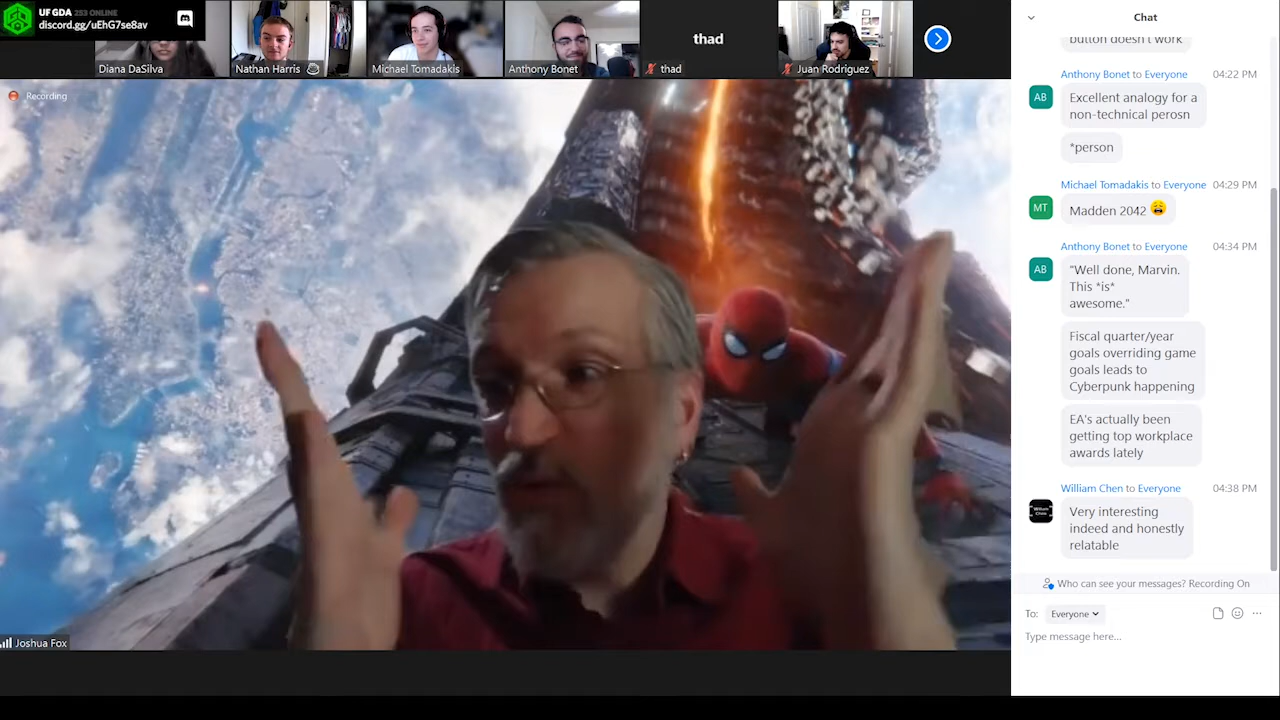 UF GDA 253 ONLINE
discord.gg/uEhG7se8av
Diana DaSilva
Nathan Harris
Michael Tomadakis
Anthony Bonet
thad
thad
Juan Rodriguez
Recording
Joshua Fox
Chat
button doesn't work
Anthony Bonet to Everyone 04:22 PM
AB
Excellent analogy for a
non-technical perosn
*person
Michael Tomadakis to Everyone 04:29 PM
MT
Madden 2042 😩
Anthony Bonet to Everyone 04:34 PM
AB
"Well done, Marvin.
This *is*
awesome."
Fiscal quarter/year
goals overriding game
goals leads to
Cyberpunk happening
EA's actually been
getting top workplace
awards lately
William Chen to Everyone 04:38 PM
William
Chen
Very interesting
indeed and honestly
relatable
Who can see your messages? Recording On
To: Everyone
Type message here...